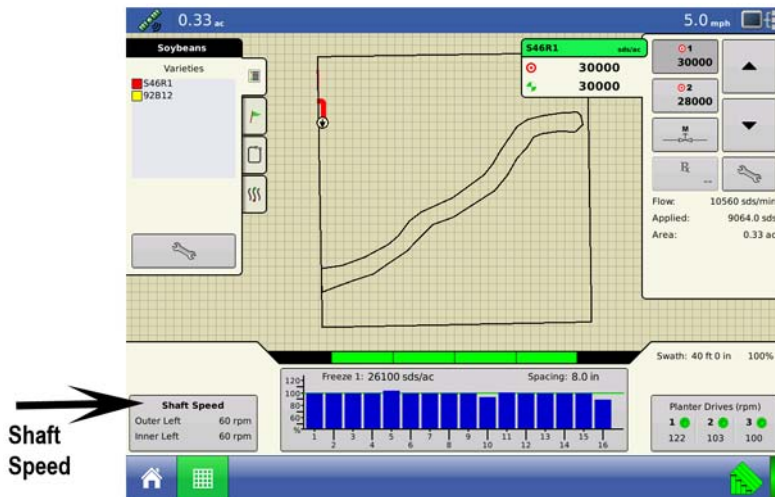 0.33 ac
5.0 mph
Soybeans
Varieties
S46R1
92B12
S46R1 sds/ac
30000
30000
1
30000
2
28000
M
Rx
--
Flow: 10560 sds/min
Applied: 9064.0 sds
Area: 0.33 ac
Swath: 40 ft 0 in 100%
Freeze 1: 26100 sds/ac Spacing: 8.0 in
120
100
80
60
%
1 2 3 4 5 6 7 8 9 10 11 12 13 14 15 16
Shaft Speed
Outer Left 60 rpm
Inner Left 60 rpm
Planter Drives (rpm)
1 2 3
122 103 100
Shaft
Speed